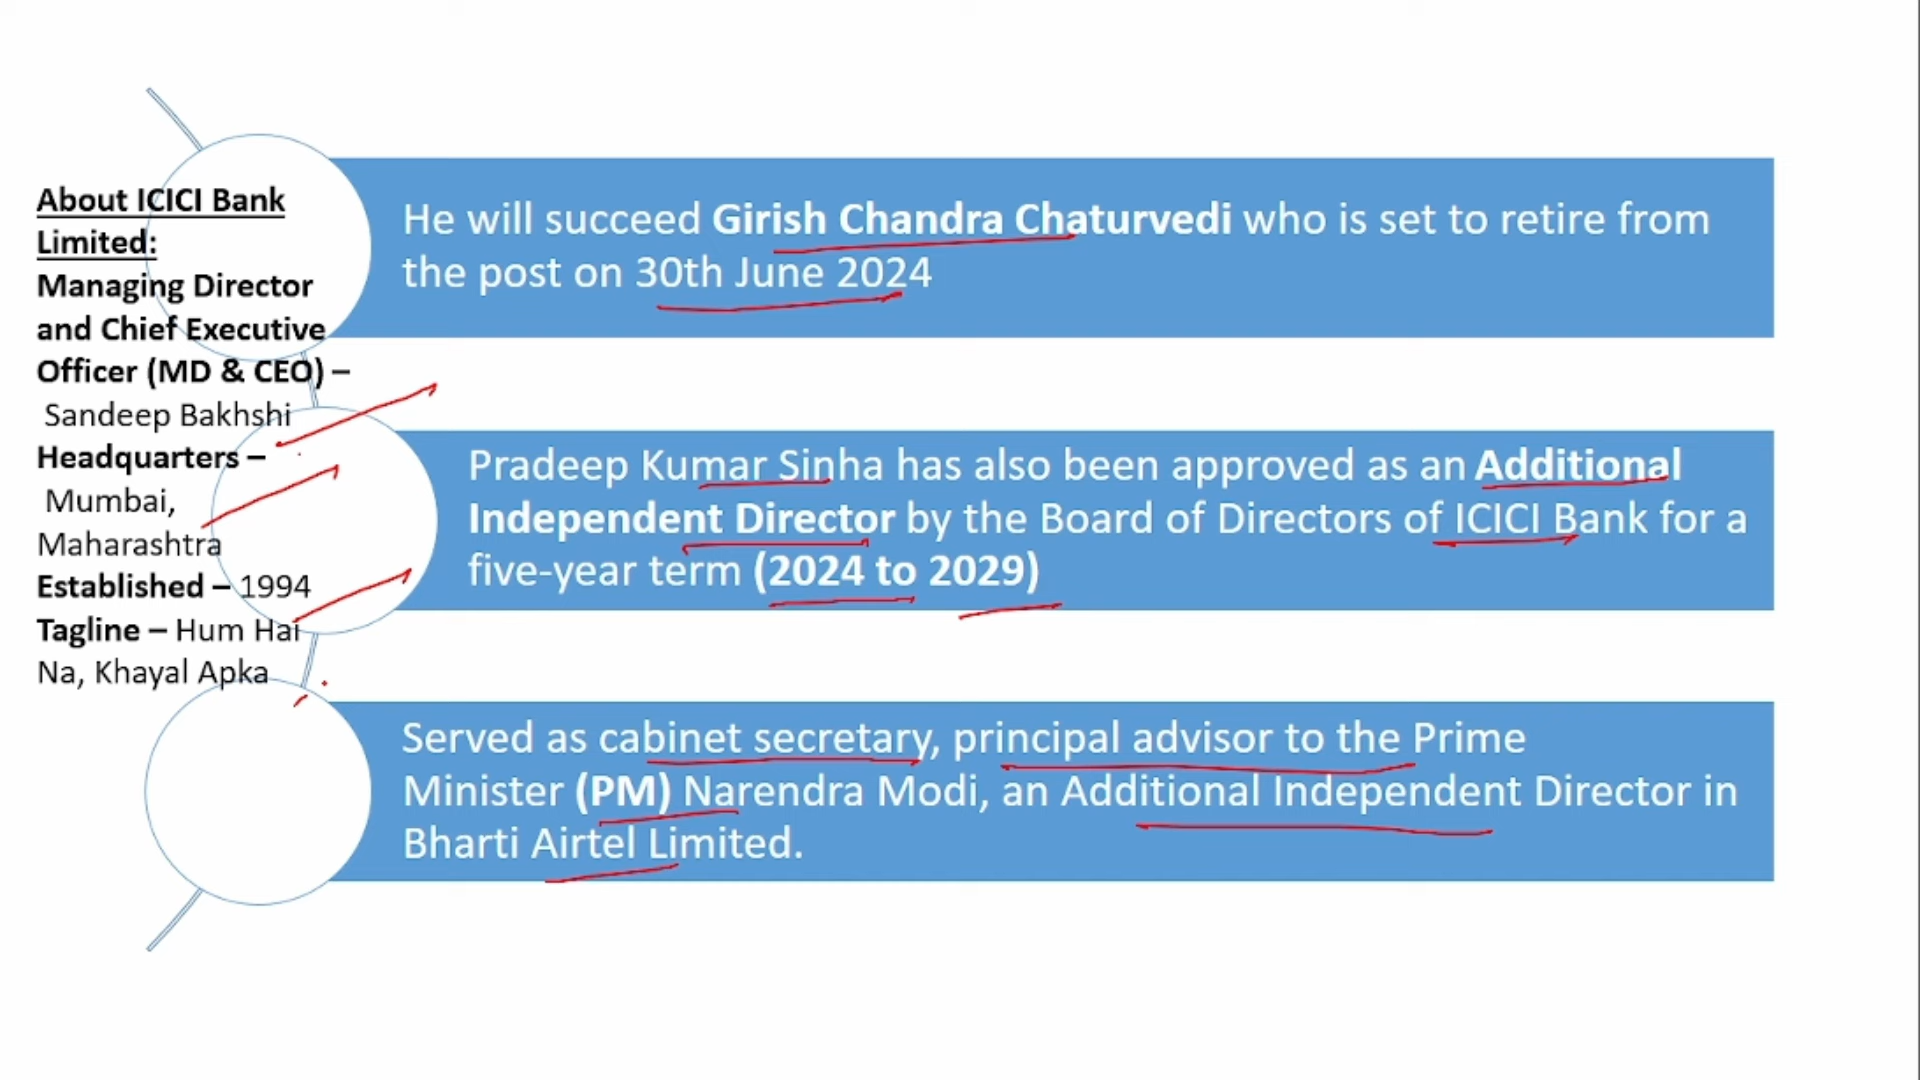 About ICICI Bank
Limited:
Managing Director
and Chief Executive
Officer (MD & CEO) –
Sandeep Bakhshi
Headquarters –
Mumbai,
Maharashtra
Established – 1994
Tagline – Hum Hai
Na, Khayal Apka
He will succeed Girish Chandra Chaturvedi who is set to retire from
the post on 30th June 2024
Pradeep Kumar Sinha has also been approved as an Additional
Independent Director by the Board of Directors of ICICI Bank for a
five-year term (2024 to 2029)
Served as cabinet secretary, principal advisor to the Prime
Minister (PM) Narendra Modi, an Additional Independent Director in
Bharti Airtel Limited.